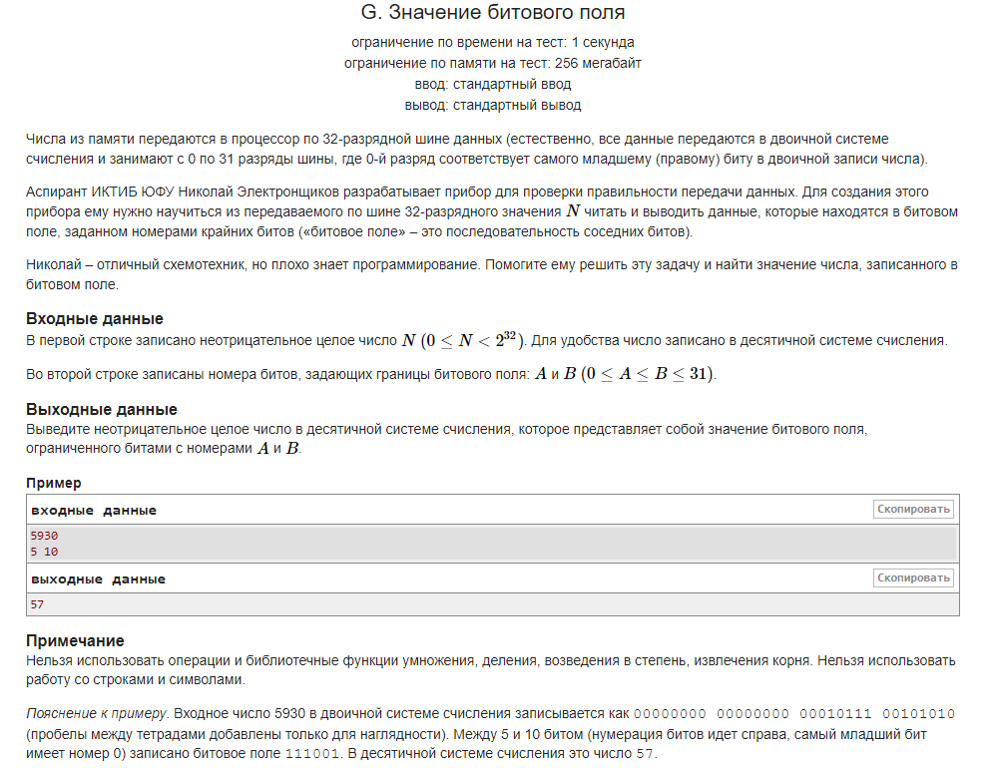 G. Значение битового поля
ограничение по времени на тест: 1 секунда
ограничение по памяти на тест: 256 мегабайт
ввод: стандартный ввод
вывод: стандартный вывод
Числа из памяти передаются в процессор по 32-разрядной шине данных (естественно, все данные передаются в двоичной системе
счисления и занимают с 0 по 31 разряды шины, где 0-й разряд соответствует самого младшему (правому) биту в двоичной записи числа).
Аспирант ИКТИБ ЮФУ Николай Электронщиков разрабатывает прибор для проверки правильности передачи данных. Для создания этого
прибора ему нужно научиться из передаваемого по шине 32-разрядного значения N читать и выводить данные, которые находятся в битовом
поле, заданном номерами крайних битов («битовое поле» – это последовательность соседних битов).
Николай – отличный схемотехник, но плохо знает программирование. Помогите ему решить эту задачу и найти значение числа, записанного в
битовом поле.
Входные данные
В первой строке записано неотрицательное целое число N (0 ≤ N < 2^32). Для удобства число записано в десятичной системе счисления.
Во второй строке записаны номера битов, задающих границы битового поля: A и B (0 ≤ A ≤ B ≤ 31).
Выходные данные
Выведите неотрицательное целое число в десятичной системе счисления, которое представляет собой значение битового поля,
ограниченного битами с номерами A и B.
Пример
входные данные
Скопировать
5930
5 10
выходные данные
Скопировать
57
Примечание
Нельзя использовать операции и библиотечные функции умножения, деления, возведения в степень, извлечения корня. Нельзя использовать
работу со строками и символами.
Пояснение к примеру. Входное число 5930 в двоичной системе счисления записывается как 00000000 00000000 00010111 00101010
(пробелы между тетрадами добавлены только для наглядности). Между 5 и 10 битом (нумерация битов идет справа, самый младший бит
имеет номер 0) записано битовое поле 111001. В десятичной системе счисления это число 57.